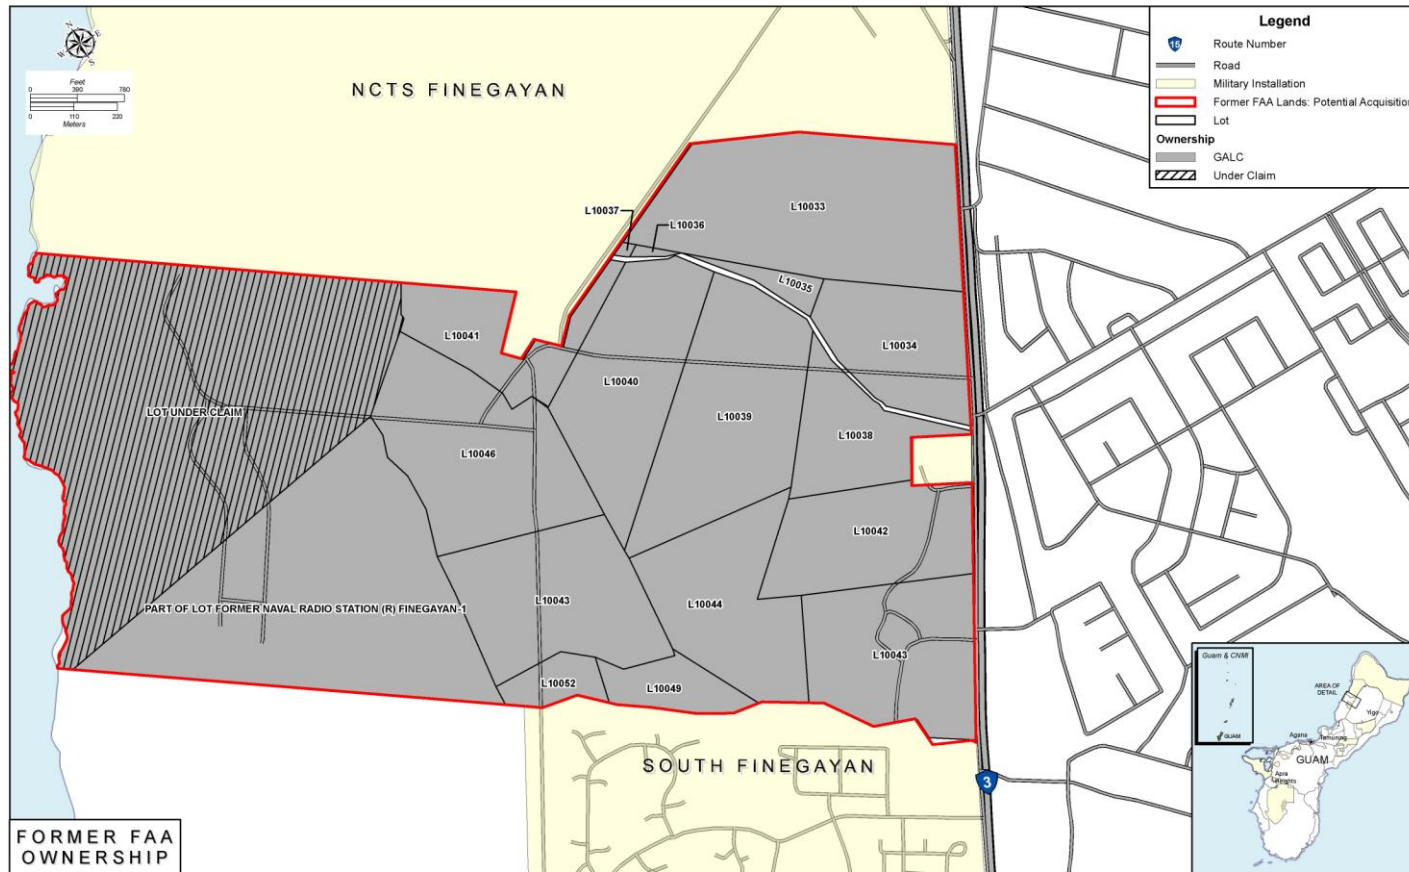 N
E
W
S
Feet
0 390 780
0 110 220
Meters
NCTS FINEGAYAN
Legend
15 Route Number
Road
Military Installation
Former FAA Lands: Potential Acquisition
Lot
Ownership
GALC
Under Claim
L10033
L10037
L10036
L10035
L10041
L10034
L10040
L10039
L10038
LOT UNDER CLAIM
L10046
L10042
L10043
L10044
PART OF LOT FORMER NAVAL RADIO STATION (R) FINEGAYAN-1
L10043
L10052
L10049
SOUTH FINEGAYAN
3
Guam & CNMI
GUAM
AREA OF
DETAIL
Yigo
Agana
Tamuning
GUAM
Apra
Heights
FORMER FAA
OWNERSHIP